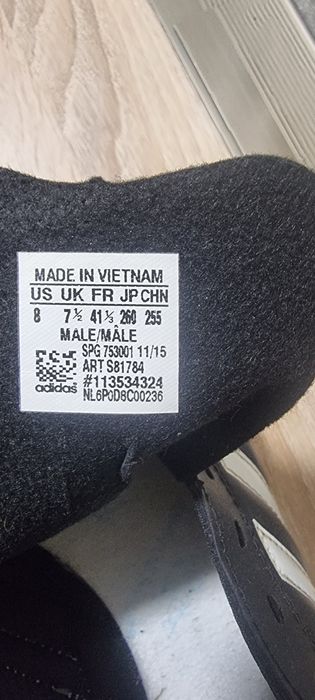 MADE IN VIETNAM
US UK FR JP CHN
8 7½ 41⅓ 260 255
MALE/MÂLE
SPG 753001 11/15
ART S81784
#113534324
adidas NL6P0D8C00236